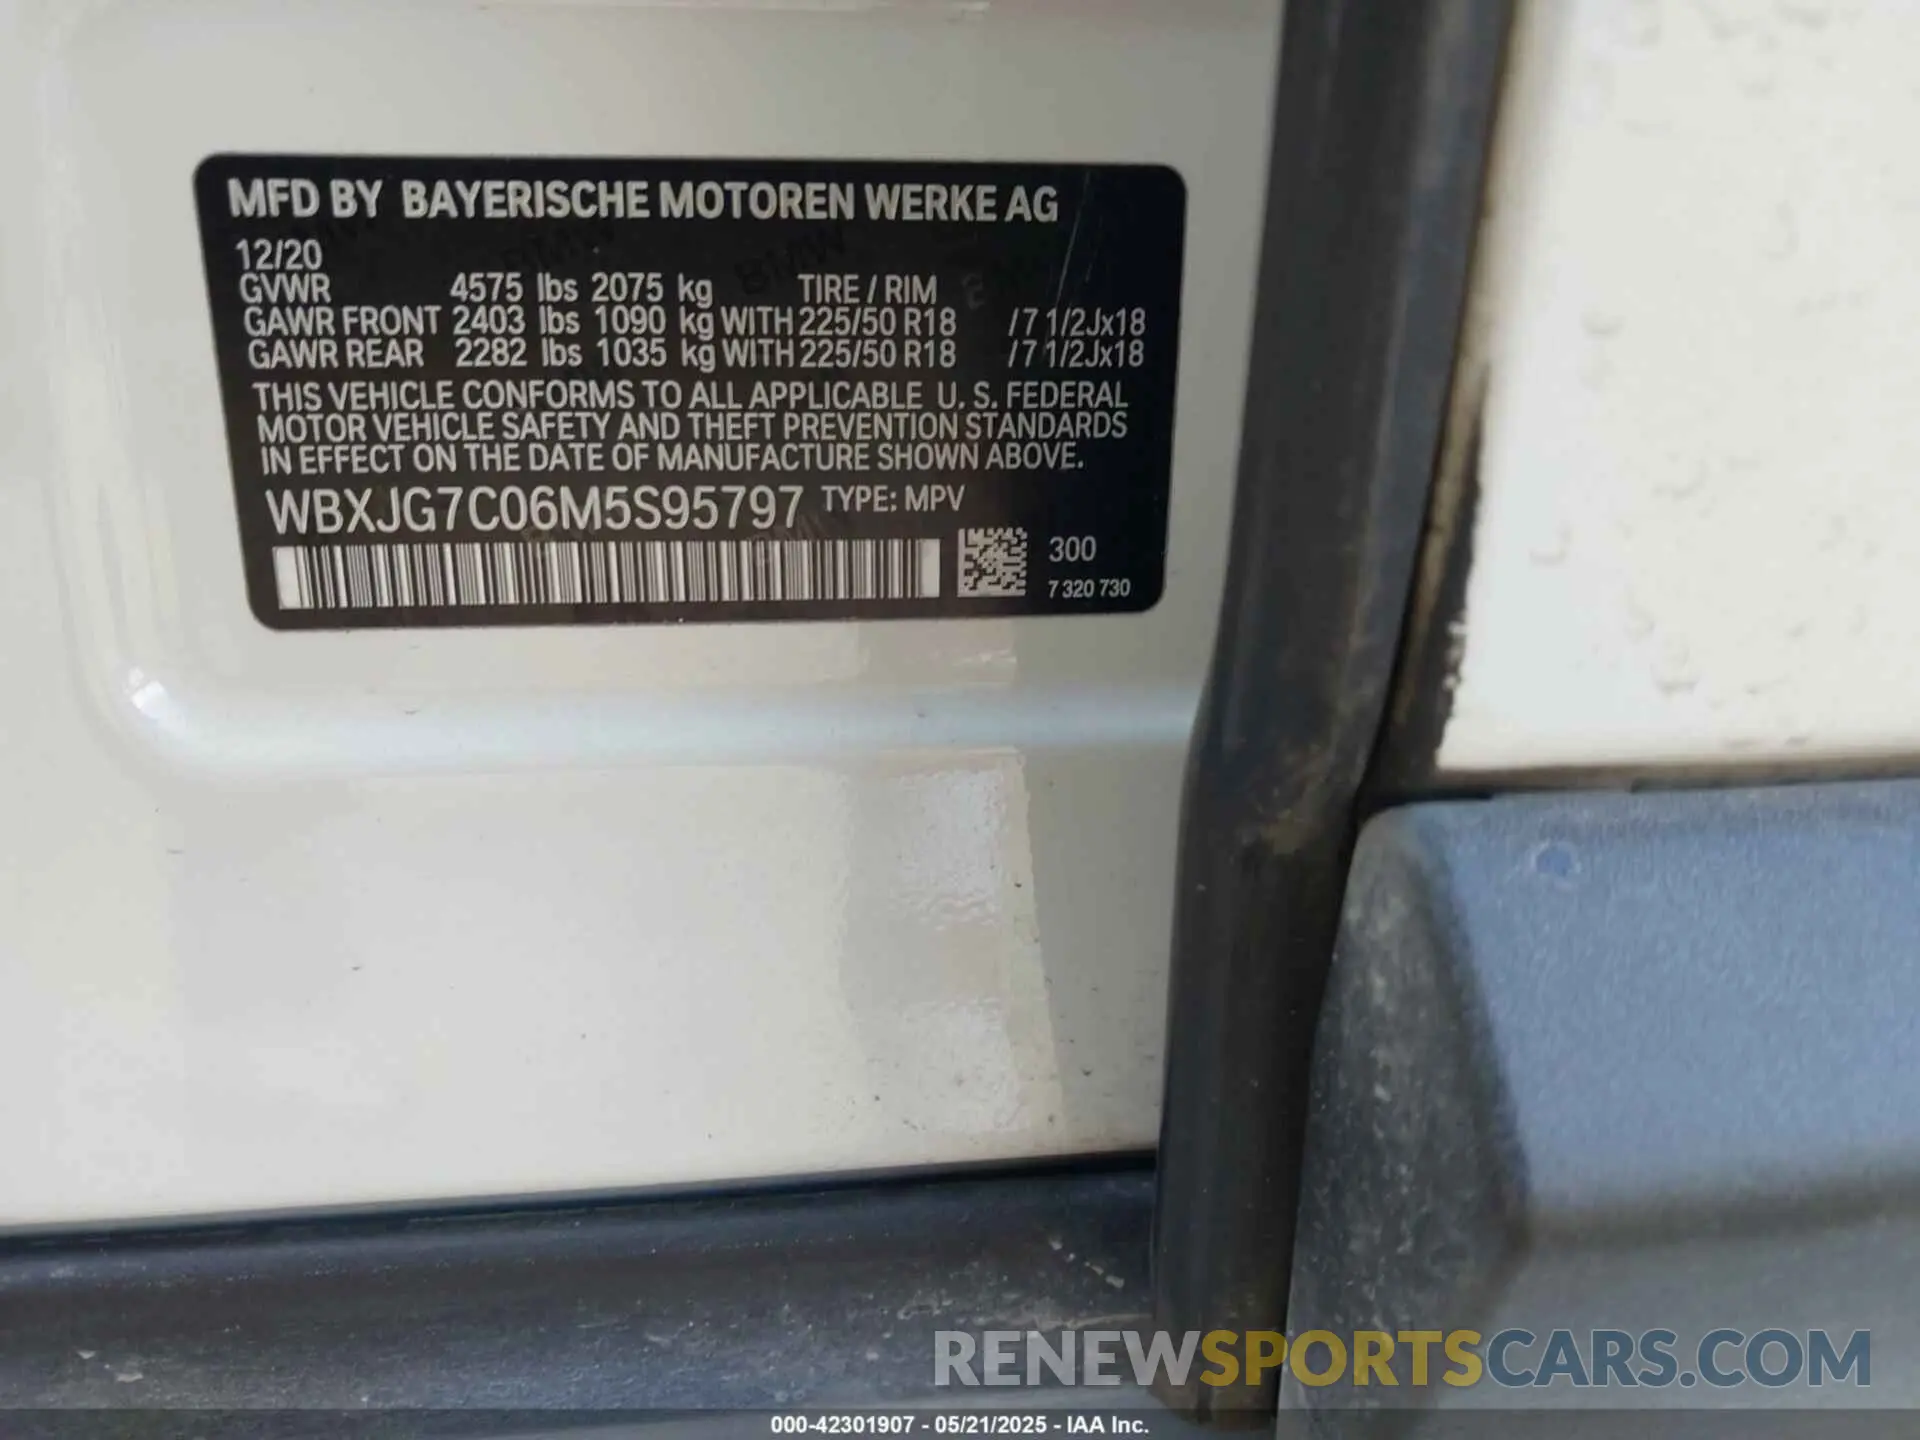 MFD BY BAYERISCHE MOTOREN WERKE AG
12/20
GVWR 4575 lbs 2075 kg TIRE / RIM
GAWR FRONT 2403 lbs 1090 kg WITH 225/50 R18 /7 1/2Jx18
GAWR REAR 2282 lbs 1035 kg WITH 225/50 R18 /7 1/2Jx18
THIS VEHICLE CONFORMS TO ALL APPLICABLE U. S. FEDERAL
MOTOR VEHICLE SAFETY AND THEFT PREVENTION STANDARDS
IN EFFECT ON THE DATE OF MANUFACTURE SHOWN ABOVE.
WBXJG7C06M5S95797 TYPE: MPV
300
7 320 730
RENEWSPORTSCARS.COM
000-42301907 - 05/21/2025 - IAA Inc.